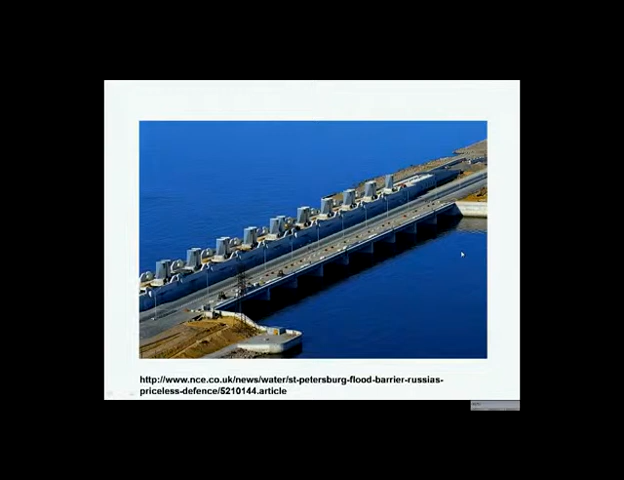 http://www.nce.co.uk/news/water/st-petersburg-flood-barrier-russias-
priceless-defence/5210144.article